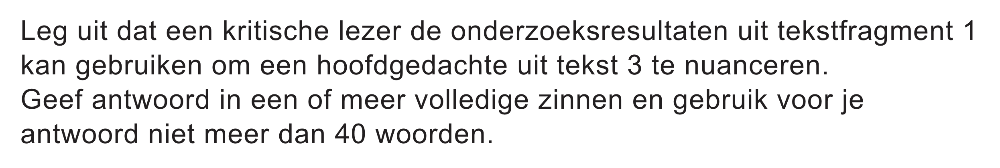 Leg uit dat een kritische lezer de onderzoeksresultaten uit tekstfragment 1
kan gebruiken om een hoofdgedachte uit tekst 3 te nuanceren.
Geef antwoord in een of meer volledige zinnen en gebruik voor je
antwoord niet meer dan 40 woorden.